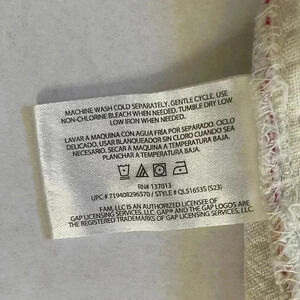 MACHINE WASH COLD SEPARATELY, GENTLE CYCLE. USE
NON-CHLORINE BLEACH WHEN NEEDED. TUMBLE DRY LOW
LOW IRON WHEN NEEDED.
LAVAR A MAQUINA CON AGUA FRÍA POR SEPARADO. CICLO
DELICADO. USAR BLANQUEADOR SIN CLORO CUANDO SEA
NECESARIO. SECAR A MAQUINA A TEMPERATURA BAJA.
PLANCHAR A TEMPERATURA BAJA.
RN# 137013
UPC # 719408296570 / STYLE # QLS16535 (S23)
FAM, LLC IS AN AUTHORIZED LICENSEE OF
GAP LICENSING SERVICES, LLC. GAP® AND THE GAP LOGOS ARE
THE REGISTERED TRADEMARKS OF GAP LICENSING SERVICES, LLC.